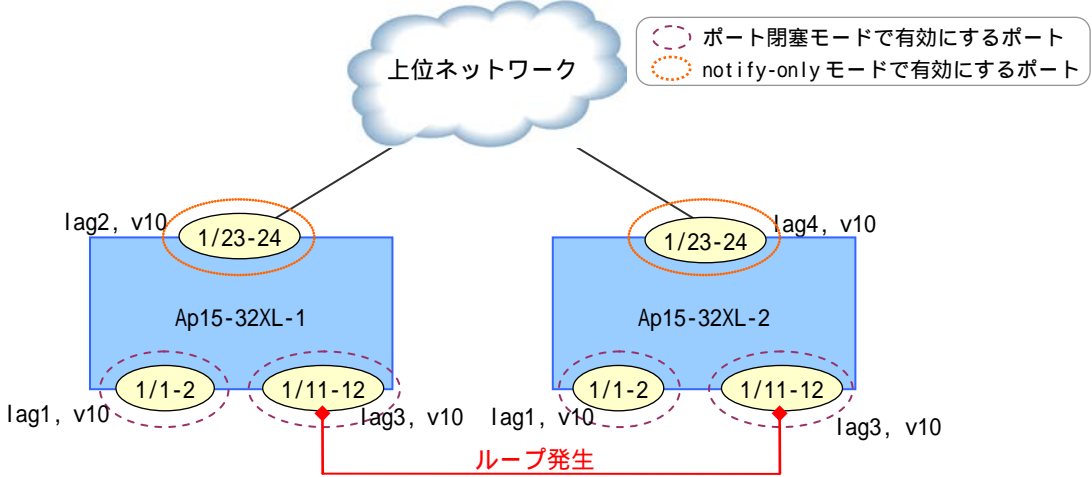 上位ネットワーク
ポート閉塞モードで有効にするポート
notify-only モードで有効にするポート
lag2, v10
1/23-24
1/23-24
lag4, v10
Ap15-32XL-1
Ap15-32XL-2
1/1-2
1/11-12
1/1-2
1/11-12
lag1, v10
lag3, v10
lag1, v10
lag3, v10
ループ発生